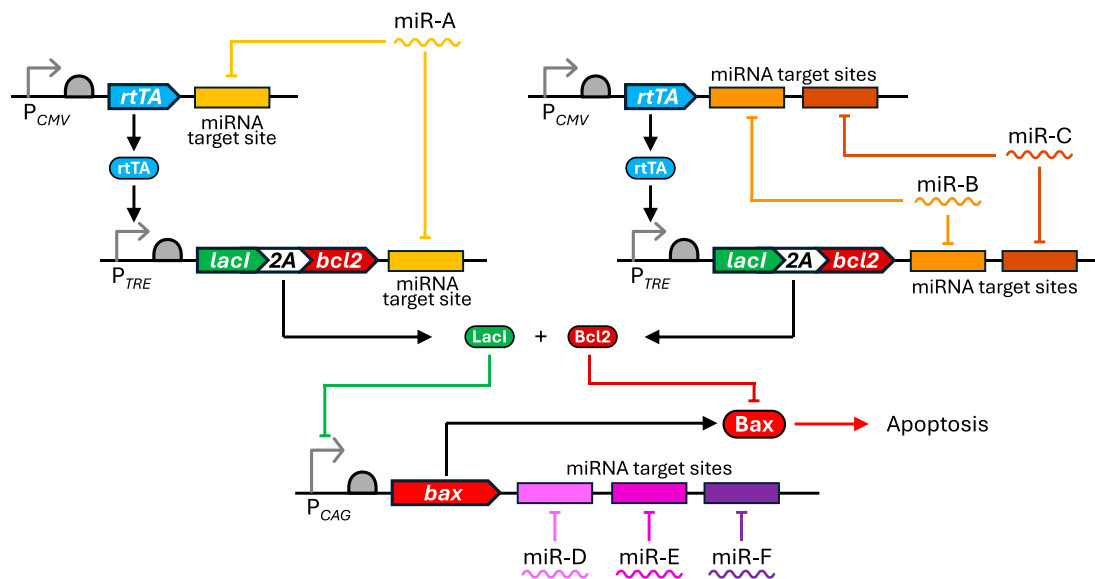 miR-A
rtTA
P CMV
miRNA
target site
rtTA
lacI 2A bcl2
P TRE
miRNA
target site
miRNA target sites
rtTA
P CMV
miR-C
rtTA
miR-B
lacI 2A bcl2
P TRE
miRNA target sites
LacI + Bcl2
Bax Apoptosis
miRNA target sites
bax
P CAG
miR-D miR-E miR-F